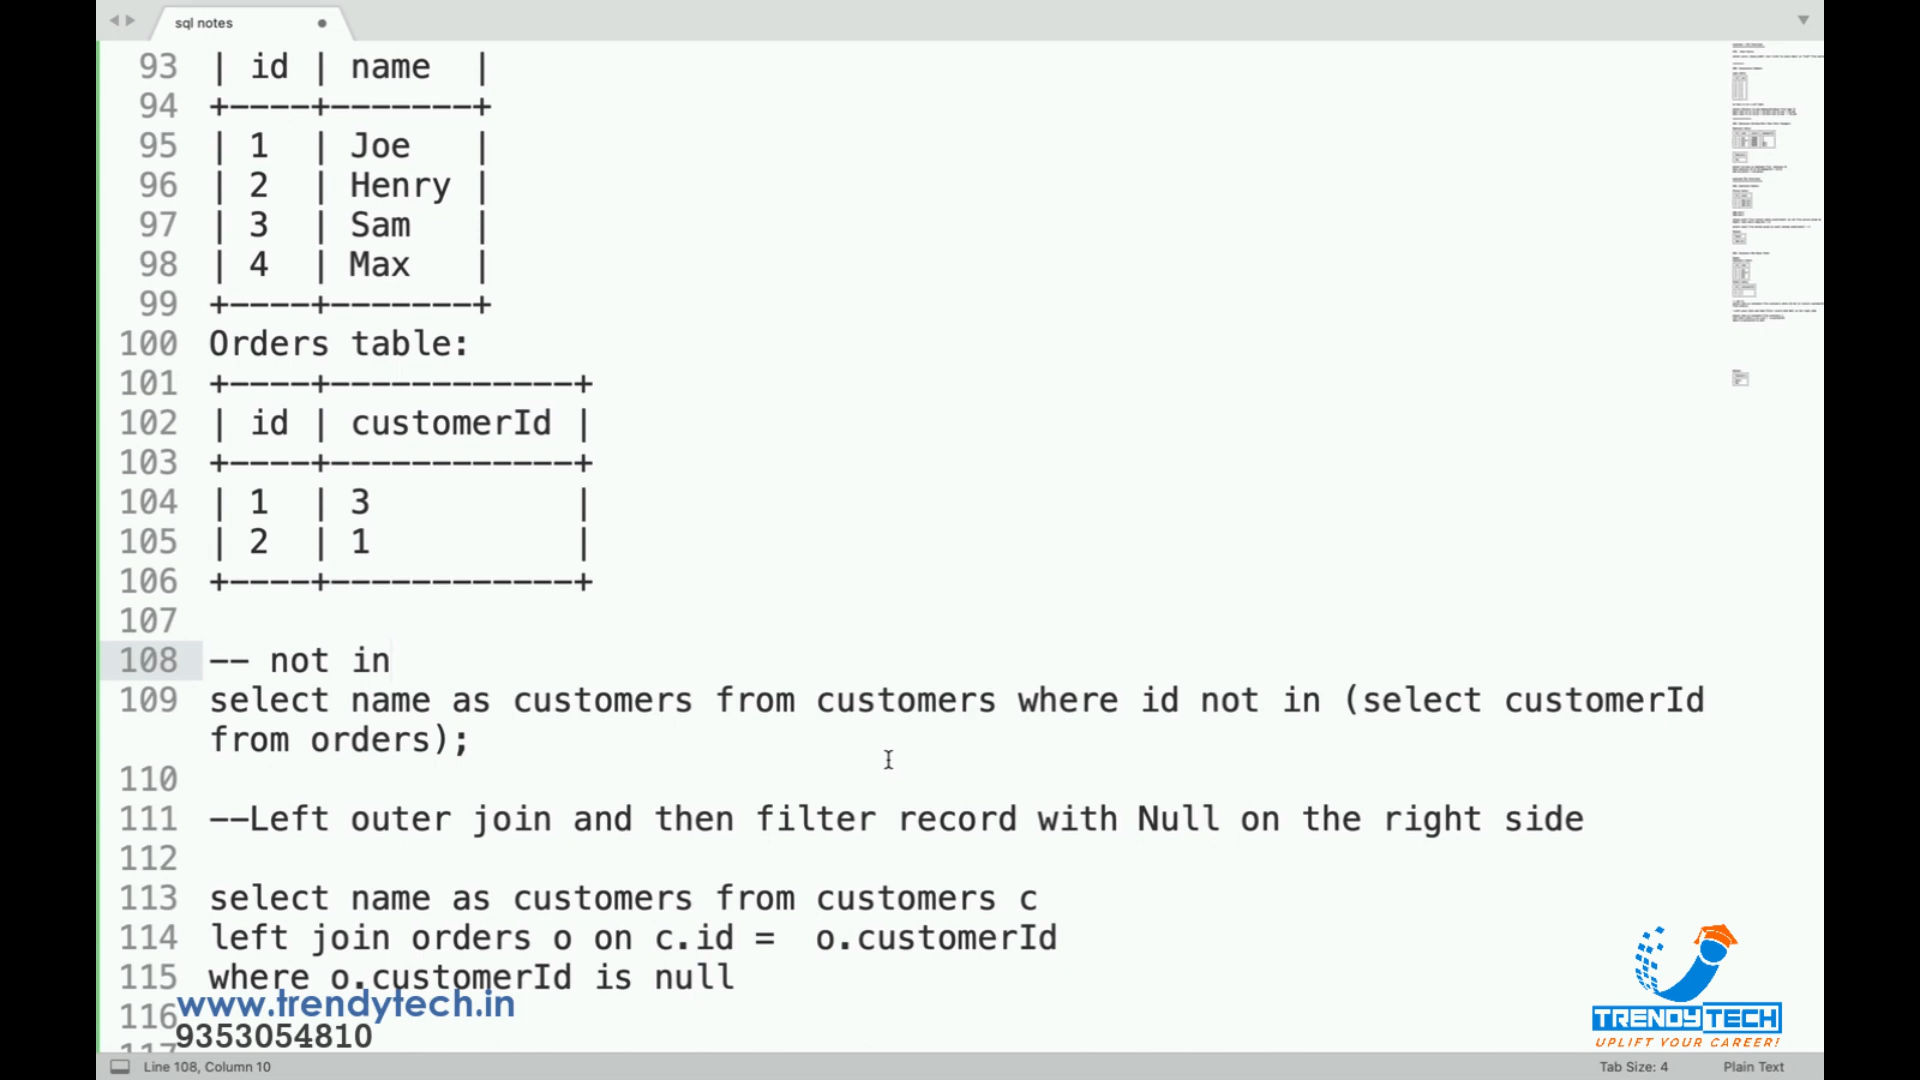 sql notes
93 | id | name  |
94 +----+-------+
95 | 1  | Joe   |
96 | 2  | Henry |
97 | 3  | Sam   |
98 | 4  | Max   |
99 +----+-------+
100 Orders table:
101 +----+------------+
102 | id | customerId |
103 +----+------------+
104 | 1  | 3          |
105 | 2  | 1          |
106 +----+------------+
107
108 -- not in
109 select name as customers from customers where id not in (select customerId
from orders);
110
111 --Left outer join and then filter record with Null on the right side
112
113 select name as customers from customers c
114 left join orders o on c.id =  o.customerId
115 where o.customerId is null
116
www.trendytech.in
9353054810
TRENDYTECH
UPLIFT YOUR CAREER!
Line 108, Column 10
Tab Size: 4
Plain Text